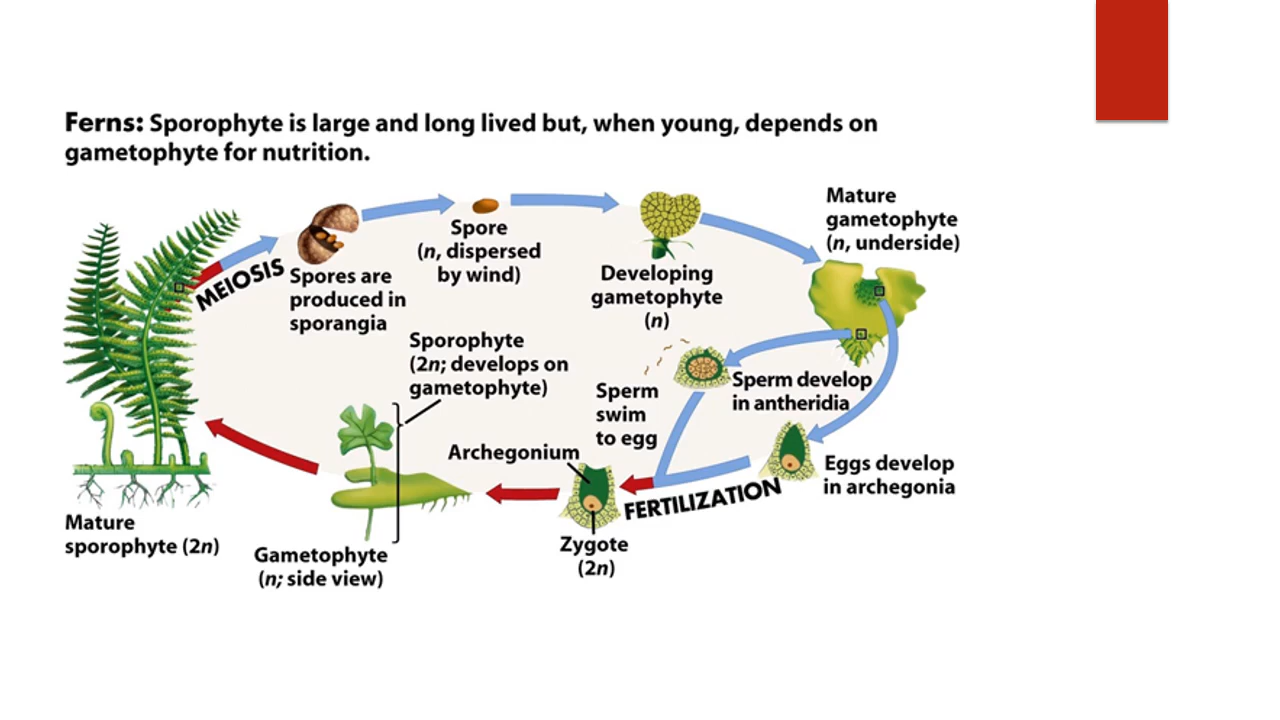 Ferns: Sporophyte is large and long lived but, when young, depends on
gametophyte for nutrition.
MEIOSIS
Spores are
produced in
sporangia
Spore
(n, dispersed
by wind)
Developing
gametophyte
(n)
Mature
gametophyte
(n, underside)
Sperm develop
in antheridia
Sperm
swim
to egg
Eggs develop
in archegonia
FERTILIZATION
Archegonium
Zygote
(2n)
Sporophyte
(2n; develops on
gametophyte)
Gametophyte
(n; side view)
Mature
sporophyte (2n)